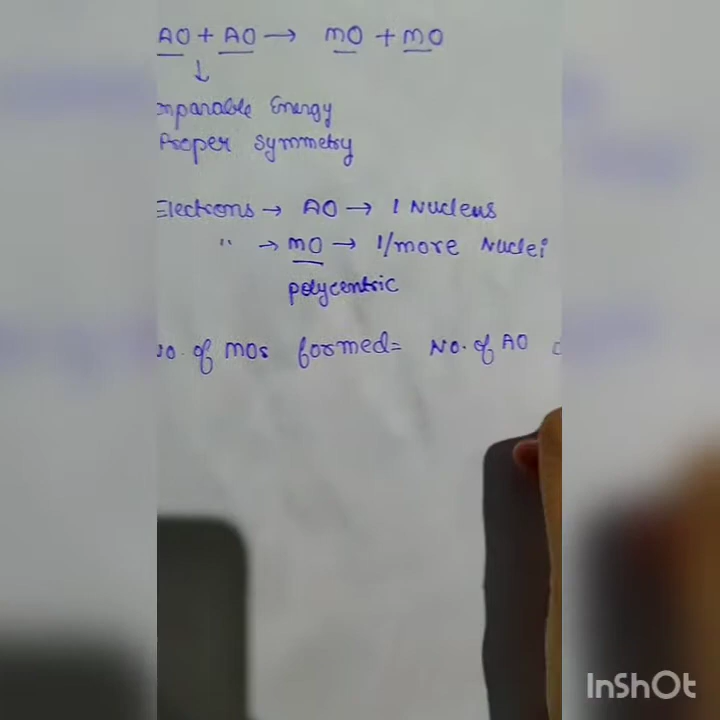 AO + AO → MO + MO
↓
omparable Energy
Proper Symmetry
Electrons → AO → 1 Nucleus
" → MO → 1/more Nuclei
polycentric
No. of MOs formed = No. of AO
InShOt